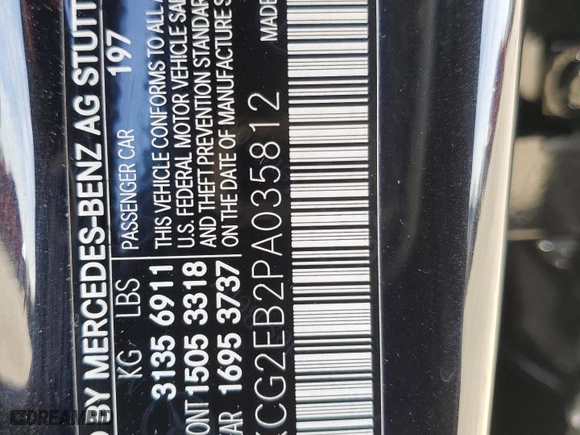 D BY MERCEDES-BENZ AG STUTT
197
KG LBS PASSENGER CAR
3135 6911 THIS VEHICLE CONFORMS TO ALL A
ONT 1505 3318 U.S. FEDERAL MOTOR VEHICLE SA
AR 1695 3737 AND THEFT PREVENTION STANDAR
ON THE DATE OF MANUFACTURE S
KCG2EB2PA035812 MADE
DREAMBID